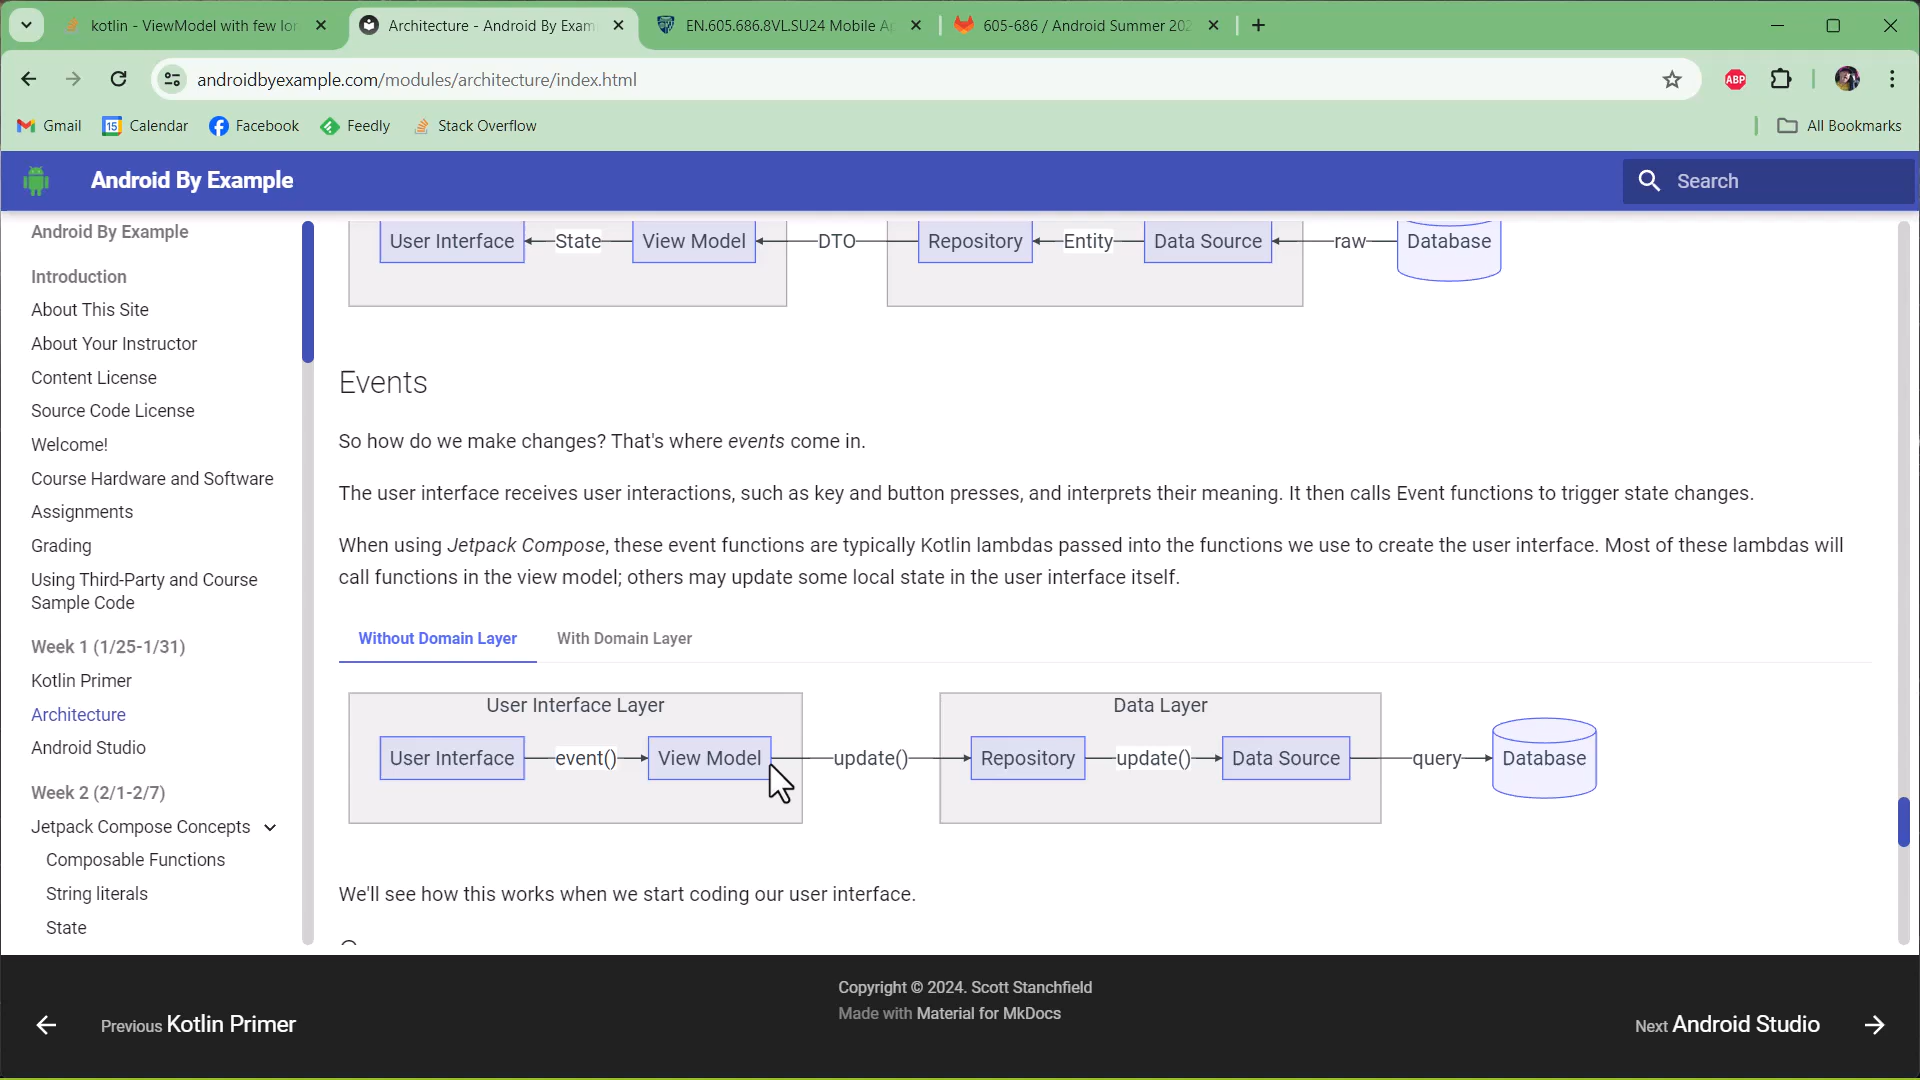 kotlin - ViewModel with few lon
Architecture - Android By Exam
EN.605.686.8VL.SU24 Mobile Ap
605-686 / Android Summer 202
androidbyexample.com/modules/architecture/index.html
ABP
Gmail
15 Calendar
Facebook
Feedly
Stack Overflow
All Bookmarks
Android By Example
Search
Android By Example
Introduction
About This Site
About Your Instructor
Content License
Source Code License
Welcome!
Course Hardware and Software
Assignments
Grading
Using Third-Party and Course
Sample Code
Week 1 (1/25-1/31)
Kotlin Primer
Architecture
Android Studio
Week 2 (2/1-2/7)
Jetpack Compose Concepts
Composable Functions
String literals
State
User Interface State View Model DTO Repository Entity Data Source raw Database
Events
So how do we make changes? That's where events come in.
The user interface receives user interactions, such as key and button presses, and interprets their meaning. It then calls Event functions to trigger state changes.
When using Jetpack Compose, these event functions are typically Kotlin lambdas passed into the functions we use to create the user interface. Most of these lambdas will
call functions in the view model; others may update some local state in the user interface itself.
Without Domain Layer With Domain Layer
User Interface Layer Data Layer
User Interface event() View Model update() Repository update() Data Source query Database
We'll see how this works when we start coding our user interface.
Copyright © 2024. Scott Stanchfield
Made with Material for MkDocs
Previous Kotlin Primer
Next Android Studio